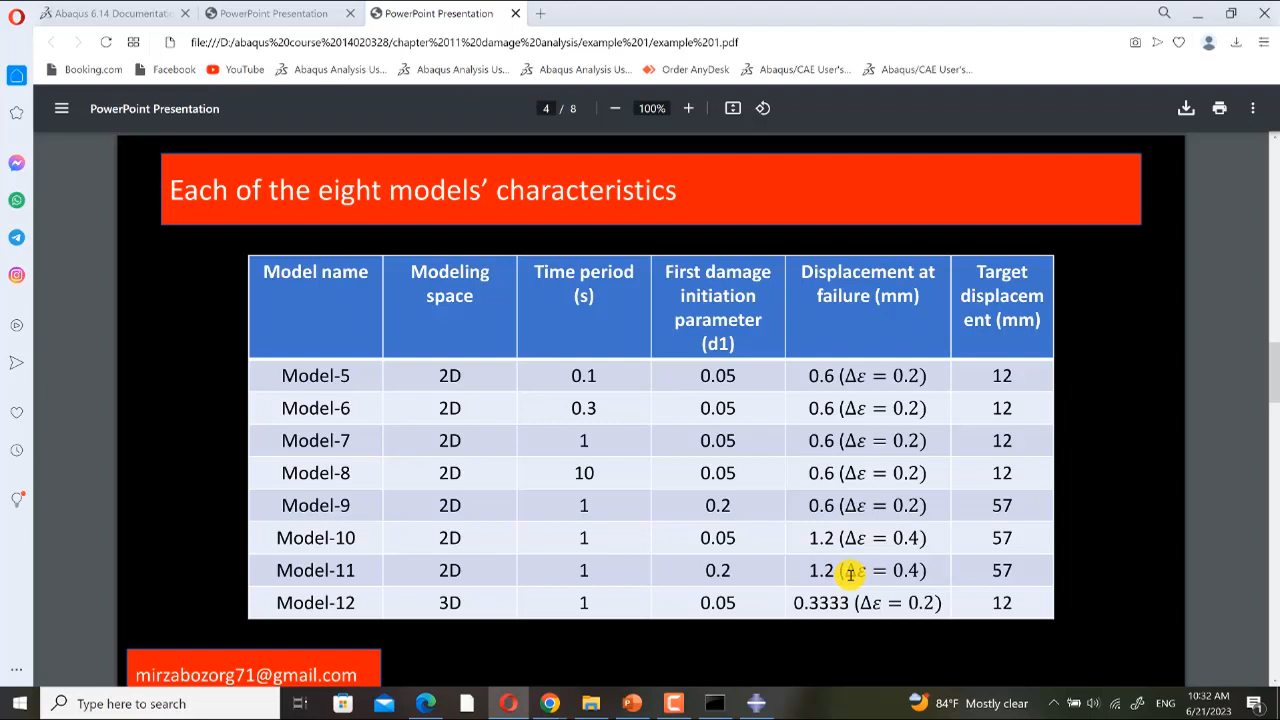 Abaqus 6.14 Documentati
PowerPoint Presentation
PowerPoint Presentation
file:///D:/abaqus%20course%2014020328/chapter%2011%20damage%20analysis/example%201/example%201.pdf
Booking.com
Facebook
YouTube
Abaqus Analysis Us...
Abaqus Analysis Us...
Abaqus Analysis Us...
Order AnyDesk
Abaqus/CAE User's...
Abaqus/CAE User's...
PowerPoint Presentation
4 / 8
100%
Each of the eight models’ characteristics
Model name Modeling space Time period (s) First damage initiation parameter (d1) Displacement at failure (mm) Target displacem ent (mm)
Model-5 2D 0.1 0.05 0.6 (Δε = 0.2) 12
Model-6 2D 0.3 0.05 0.6 (Δε = 0.2) 12
Model-7 2D 1 0.05 0.6 (Δε = 0.2) 12
Model-8 2D 10 0.05 0.6 (Δε = 0.2) 12
Model-9 2D 1 0.2 0.6 (Δε = 0.2) 57
Model-10 2D 1 0.05 1.2 (Δε = 0.4) 57
Model-11 2D 1 0.2 1.2 (Δε = 0.4) 57
Model-12 3D 1 0.05 0.3333 (Δε = 0.2) 12
mirzabozorg71@gmail.com
Type here to search
84°F Mostly clear
ENG
10:32 AM
6/21/2023